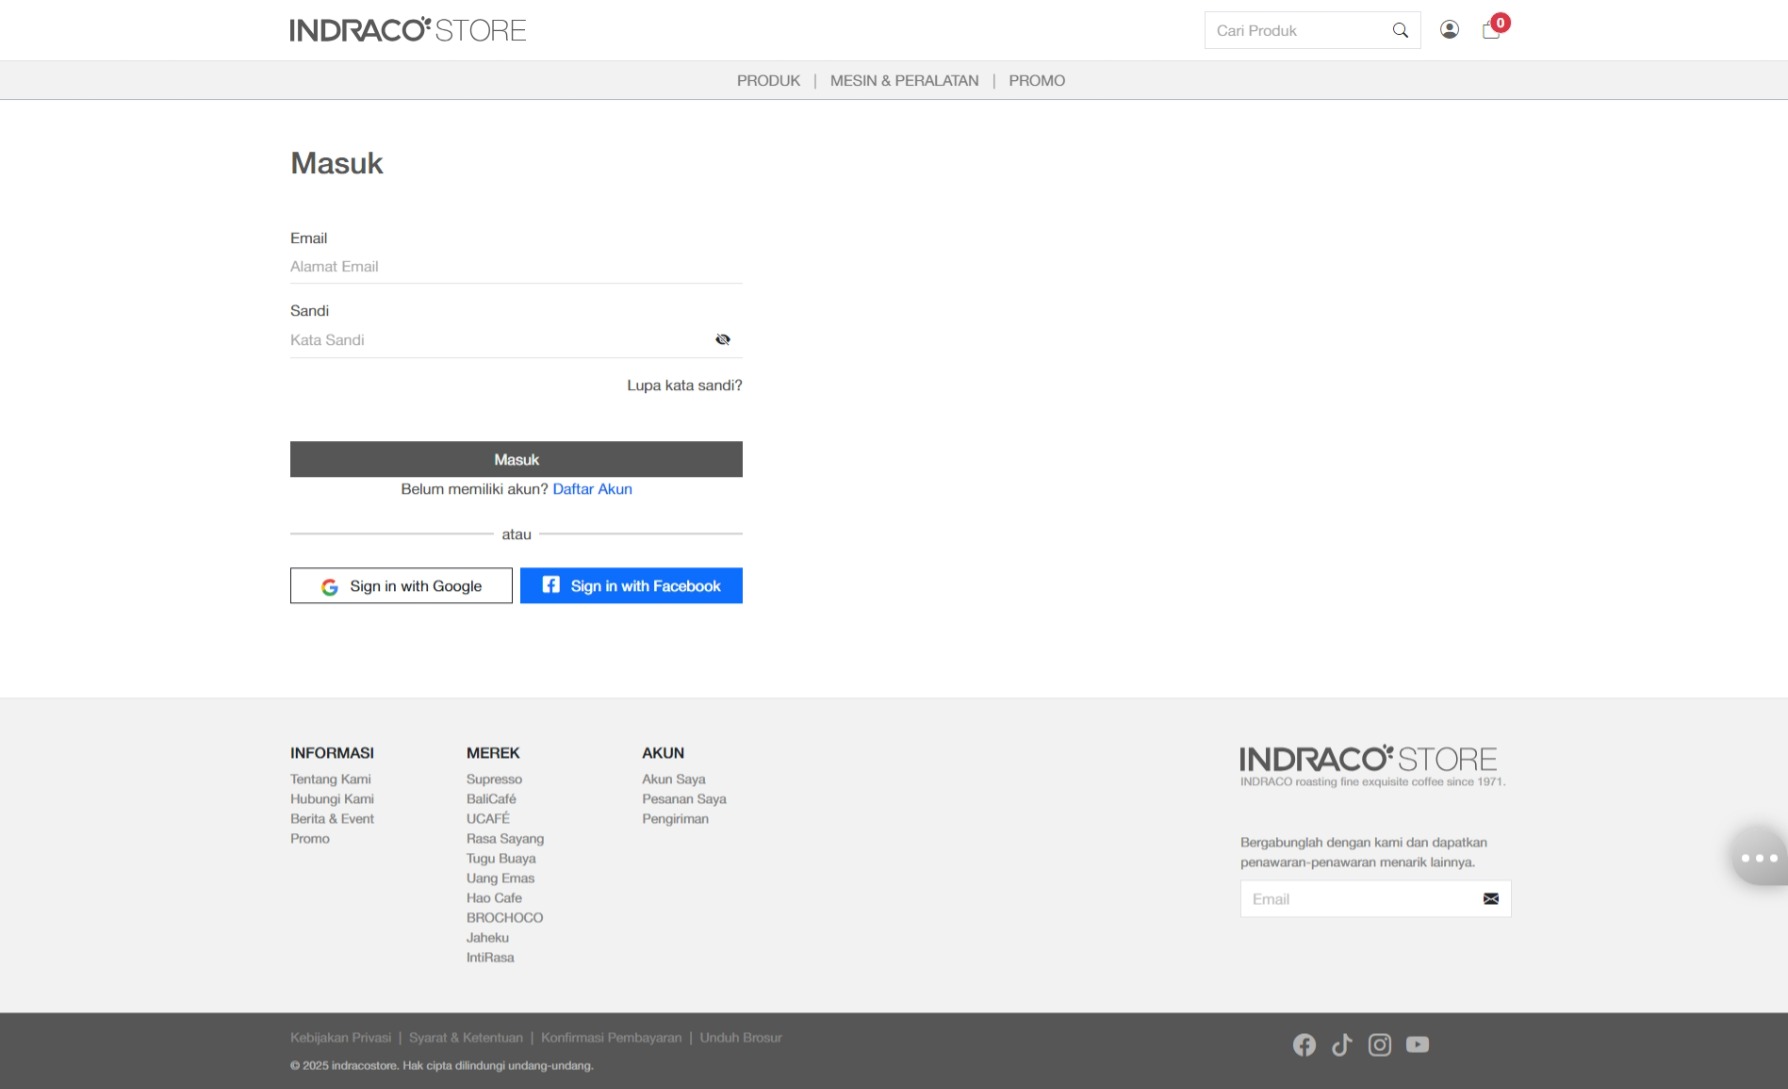 INDRACO STORE
Cari Produk
0
PRODUK | MESIN & PERALATAN | PROMO
Masuk
Email
Alamat Email
Sandi
Kata Sandi
Lupa kata sandi?
Masuk
Belum memiliki akun? Daftar Akun
atau
Sign in with Google
Sign in with Facebook
INFORMASI
Tentang Kami
Hubungi Kami
Berita & Event
Promo
MEREK
Supresso
BaliCafé
UCAFÉ
Rasa Sayang
Tugu Buaya
Uang Emas
Hao Cafe
BROCHOCO
Jaheku
IntiRasa
AKUN
Akun Saya
Pesanan Saya
Pengiriman
INDRACO STORE
INDRACO roasting fine exquisite coffee since 1971.
Bergabunglah dengan kami dan dapatkan
penawaran-penawaran menarik lainnya.
Email
Kebijakan Privasi | Syarat & Ketentuan | Konfirmasi Pembayaran | Unduh Brosur
© 2025 indracostore. Hak cipta dilindungi undang-undang.